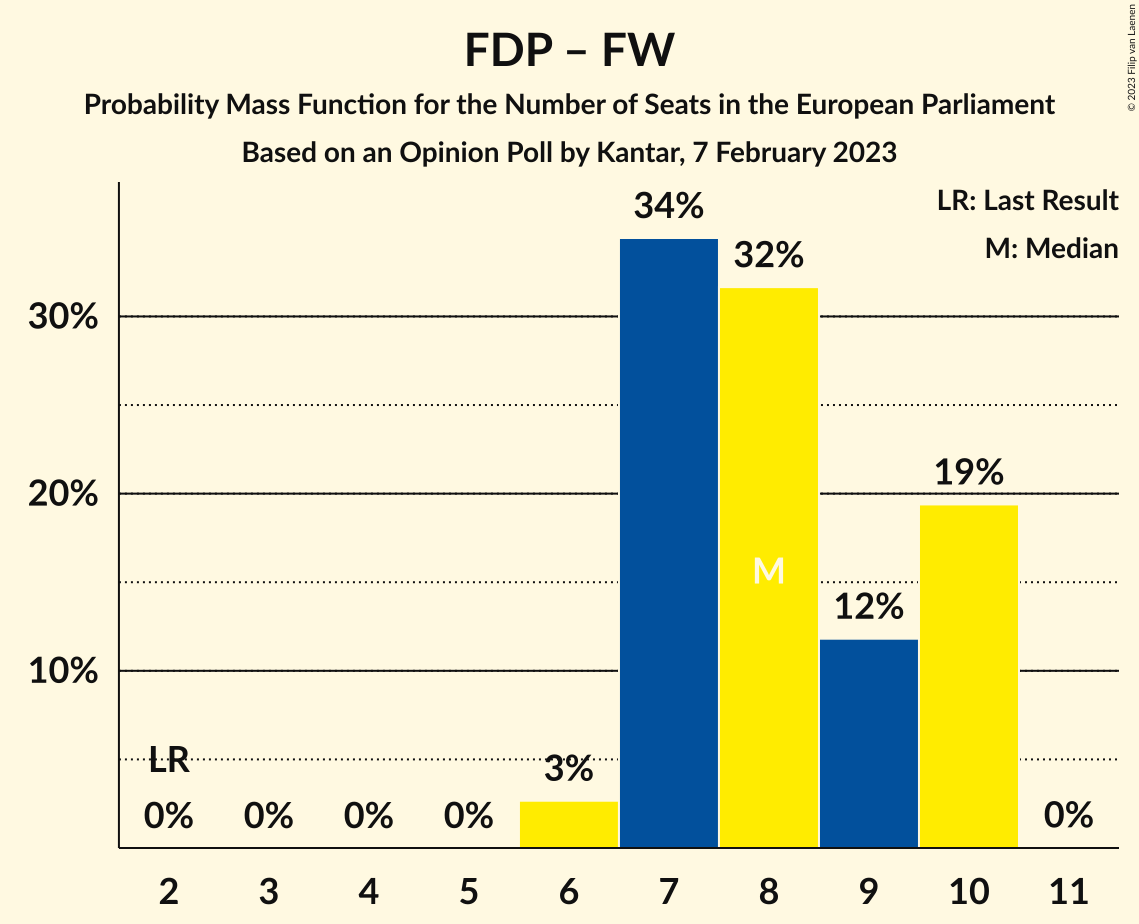 FDP – FW
Probability Mass Function for the Number of Seats in the European Parliament
Based on an Opinion Poll by Kantar, 7 February 2023
© 2023 Filip van Laenen
LR: Last Result
M: Median
34%
32%
30%
20%
19%
M
12%
10%
LR
3%
0%
0%
0%
0%
0%
2
3
4
5
6
7
8
9
10
11